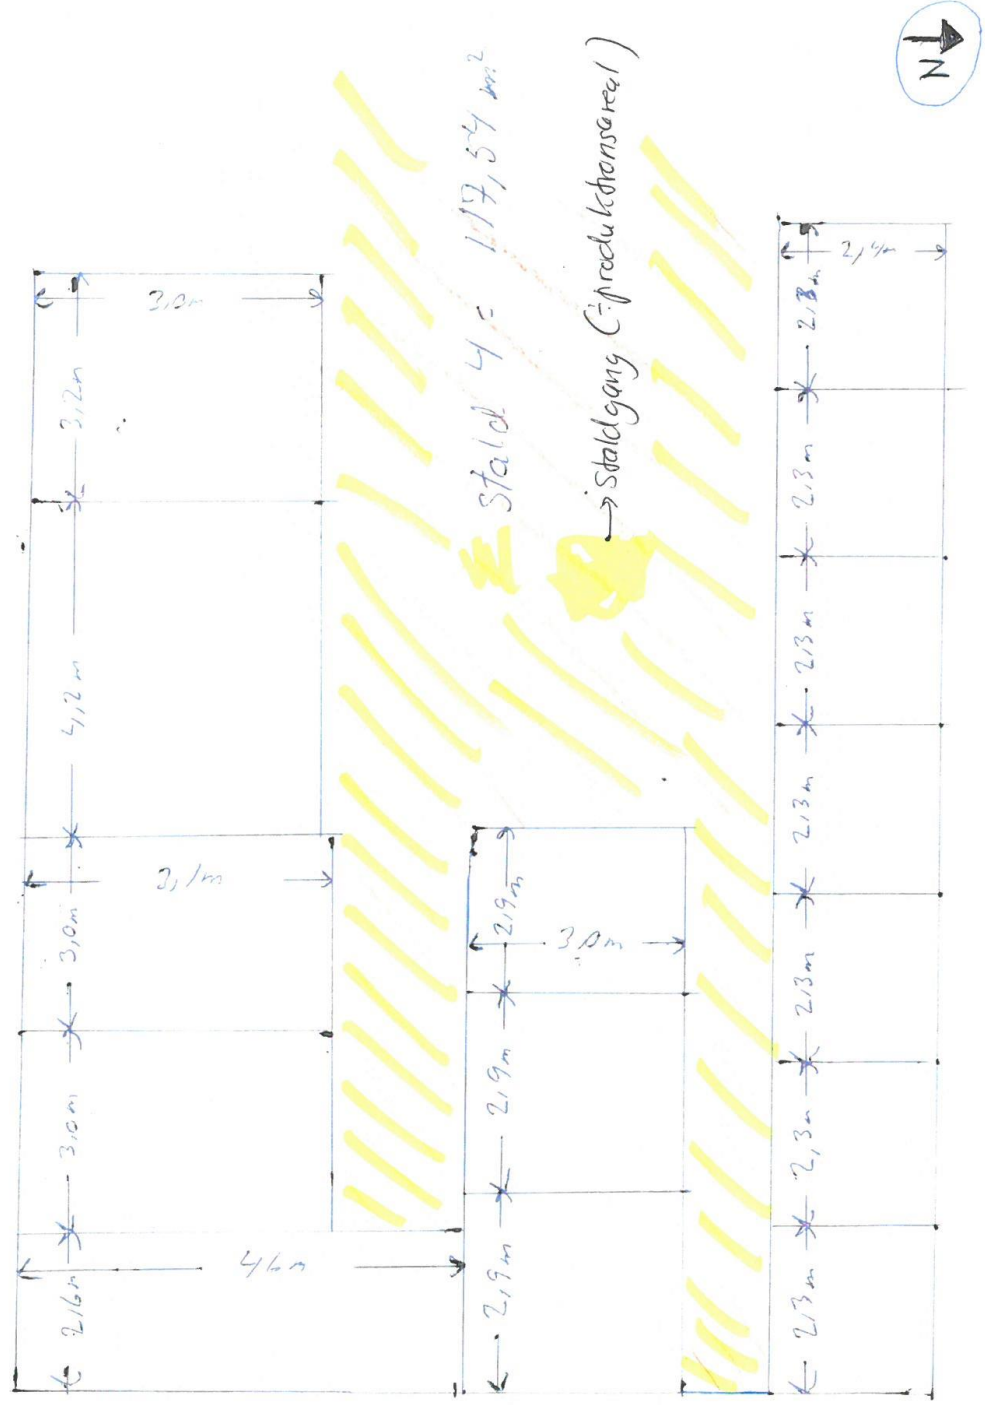 N
Stald 4 = 117,54 m²
→ Staldgang (÷ produktionsareal)
3,0m
3,2m
4,2m
3,1m
3,0m
3,0m
4,6m
2,6m
2,9m
3,0m
2,9m
2,9m
2,4m
2,3m
2,3m
2,3m
2,3m
2,3m
2,3m
2,3m